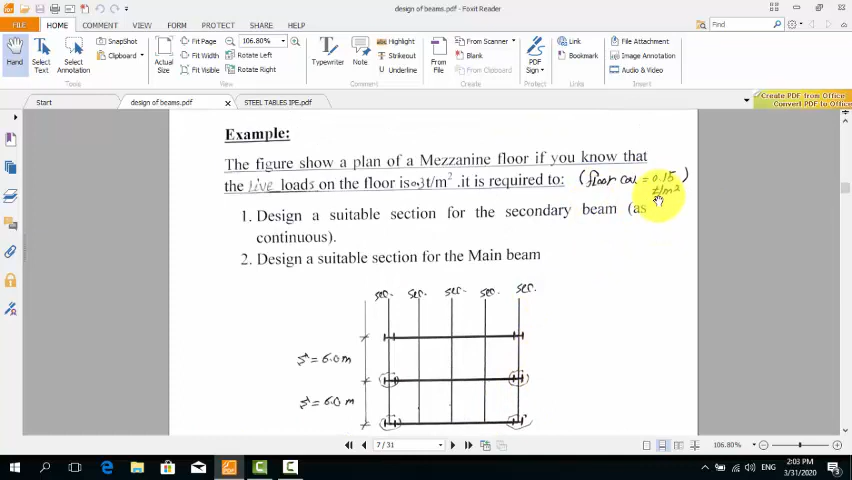 design of beams.pdf - Foxit Reader
FILE HOME COMMENT VIEW FORM PROTECT SHARE HELP
Find
SnapShot
Clipboard
Hand
Select Text
Select Annotation
Actual Size
Fit Page
Fit Width
Fit Visible
106.80%
Rotate Left
Rotate Right
Typewriter
Note
Highlight
Strikeout
Underline
From File
From Scanner
Blank
From Clipboard
PDF Sign
Link
Bookmark
File Attachment
Image Annotation
Audio & Video
Tools View Comment Create Protect Links Insert
Start design of beams.pdf STEEL TABLES IPE.pdf
Create PDF from Office
Convert PDF to Office
Example:
The figure show a plan of a Mezzanine floor if you know that
the live loads on the floor is 0.3t/m² .it is required to: (floor cov. = 0.15 t/m²)
1. Design a suitable section for the secondary beam (as
continuous).
2. Design a suitable section for the Main beam
sec. sec. sec. sec. sec.
S = 6.0 m
S = 6.0 m
7 / 31
106.80%
ENG
2:03 PM
3/31/2020